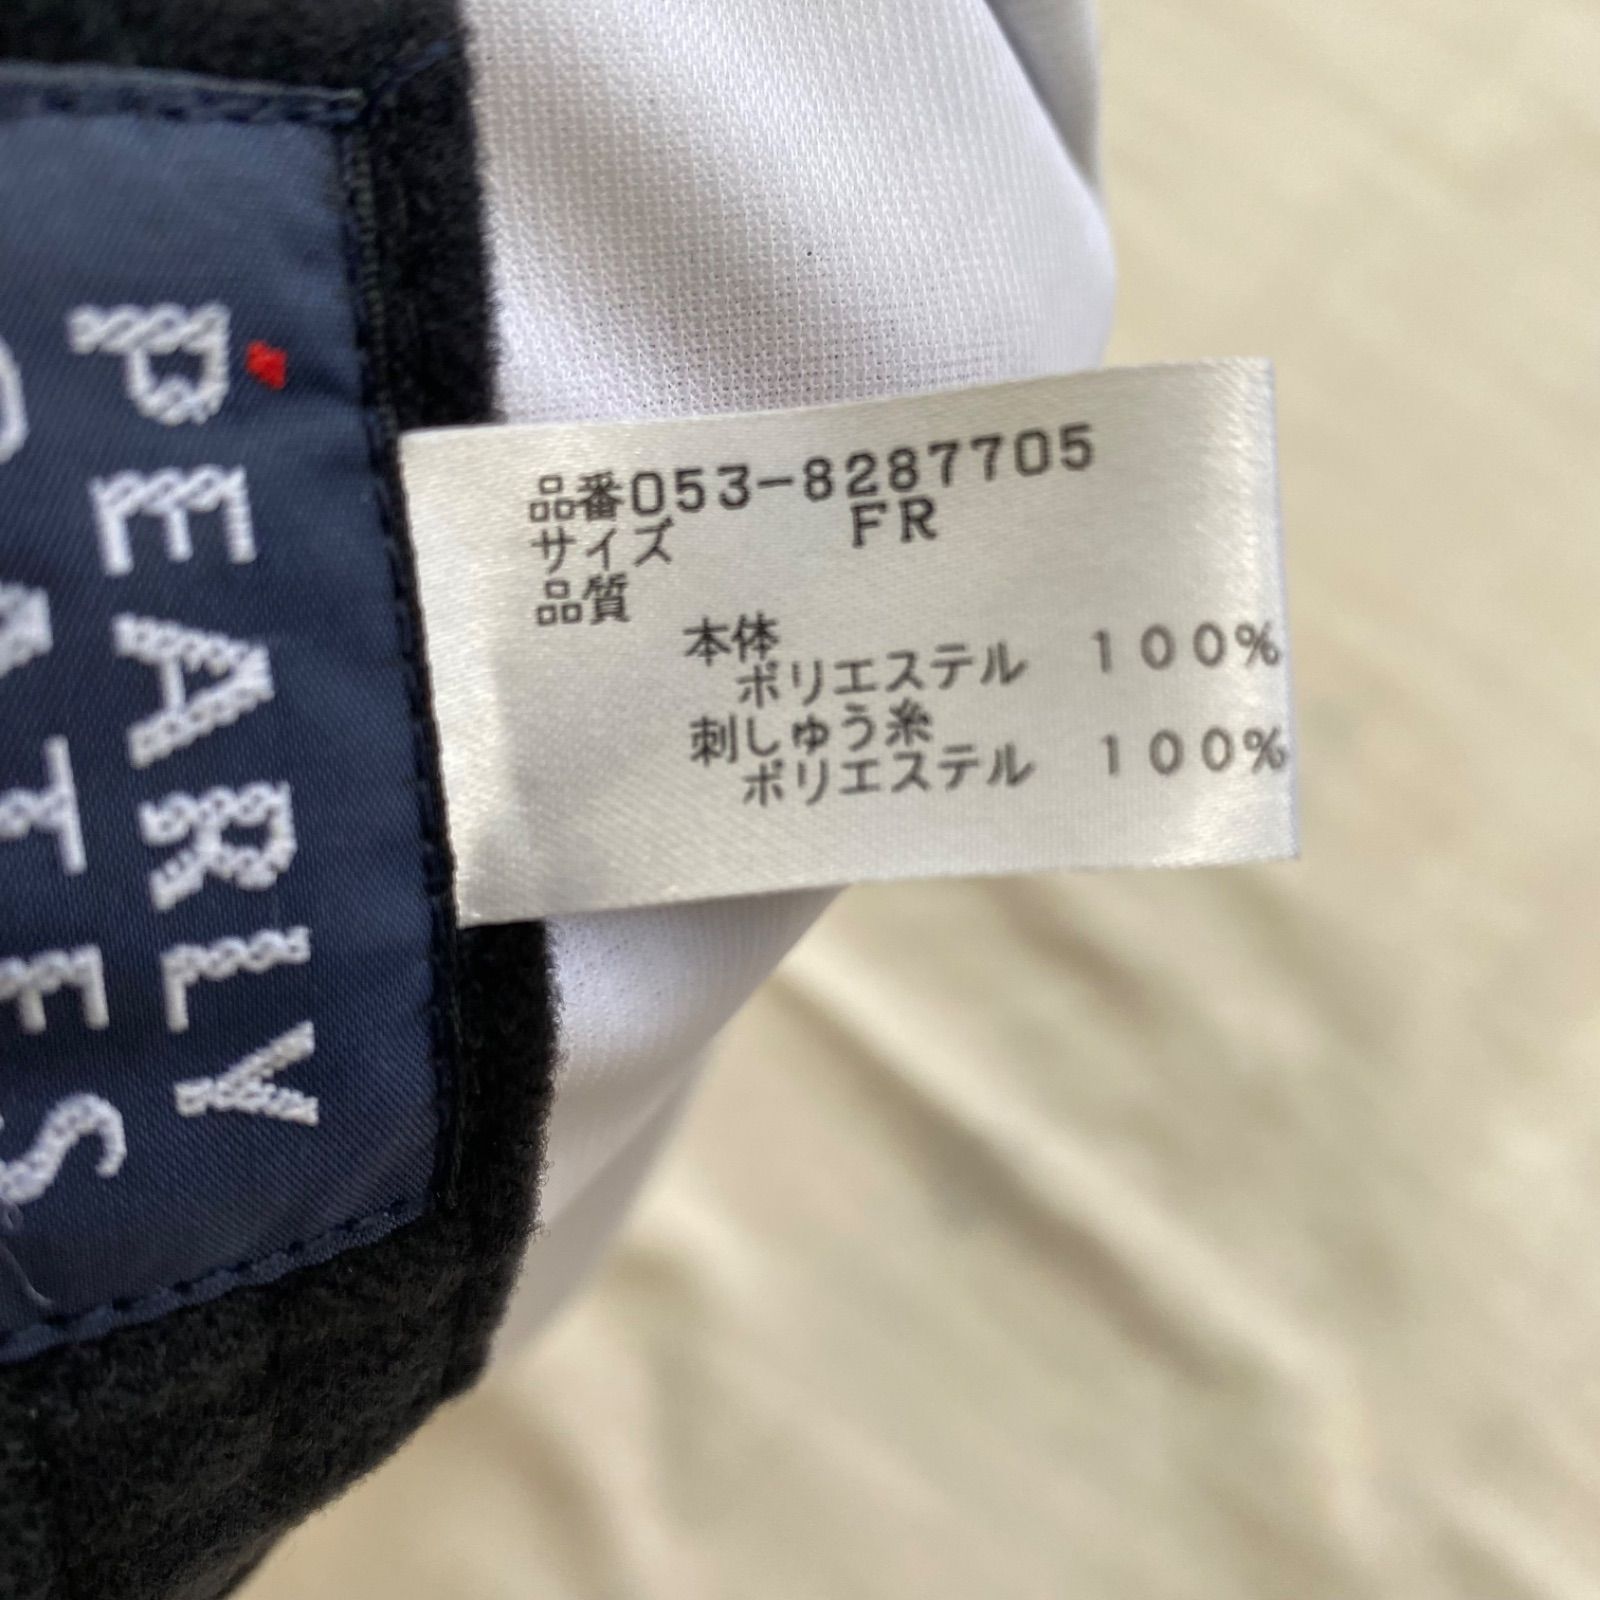 PEARLY
GATES
品番053-8287705
サイズ FR
品質
本体
ポリエステル 100%
刺しゅう糸
ポリエステル 100%